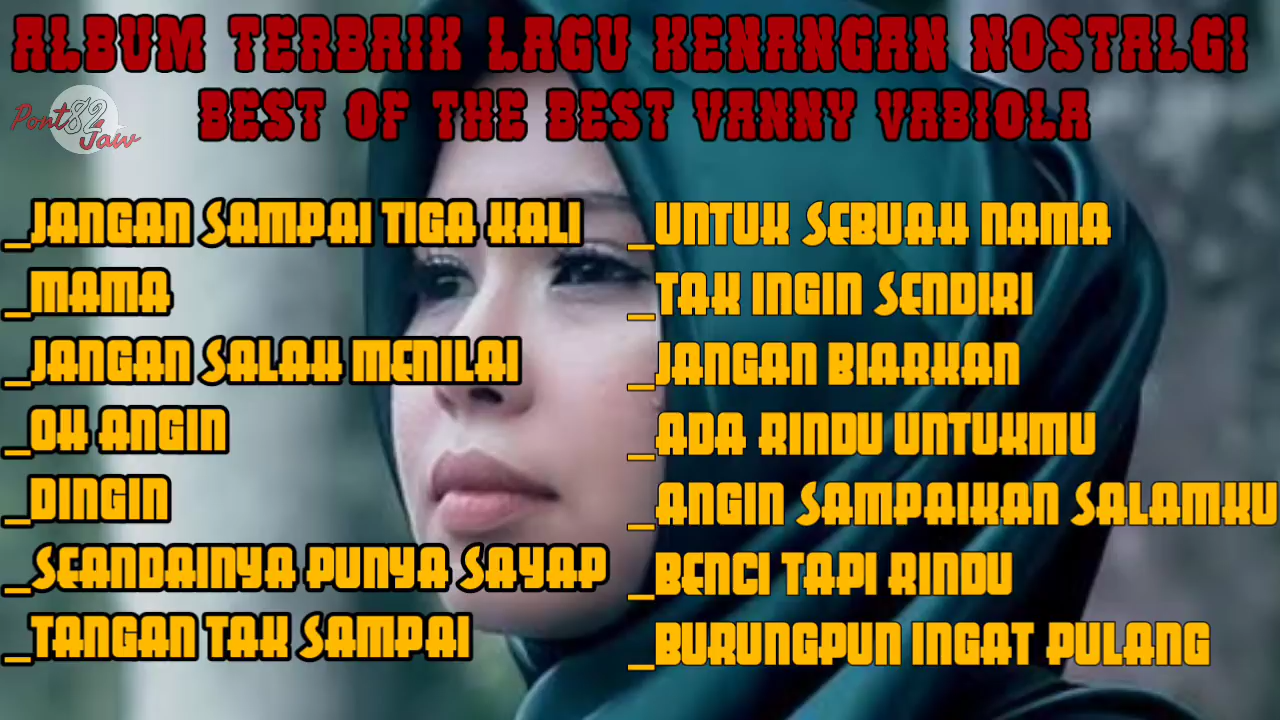 ALBUM TERBAIK LAGU KENANGAN NOSTALGI
BEST OF THE BEST VANNY VABIOLA
Pont82
Jaw
_JANGAN SAMPAI TIGA KALI
_MAMA
_JANGAN SALAH MENILAI
_OH ANGIN
_DINGIN
_SEANDAINYA PUNYA SAYAP
_TANGAN TAK SAMPAI
_UNTUK SEBUAH NAMA
_TAK INGIN SENDIRI
_JANGAN BIARKAN
_ADA RINDU UNTUKMU
_ANGIN SAMPAIKAN SALAMKU
_BENCI TAPI RINDU
_BURUNGPUN INGAT PULANG